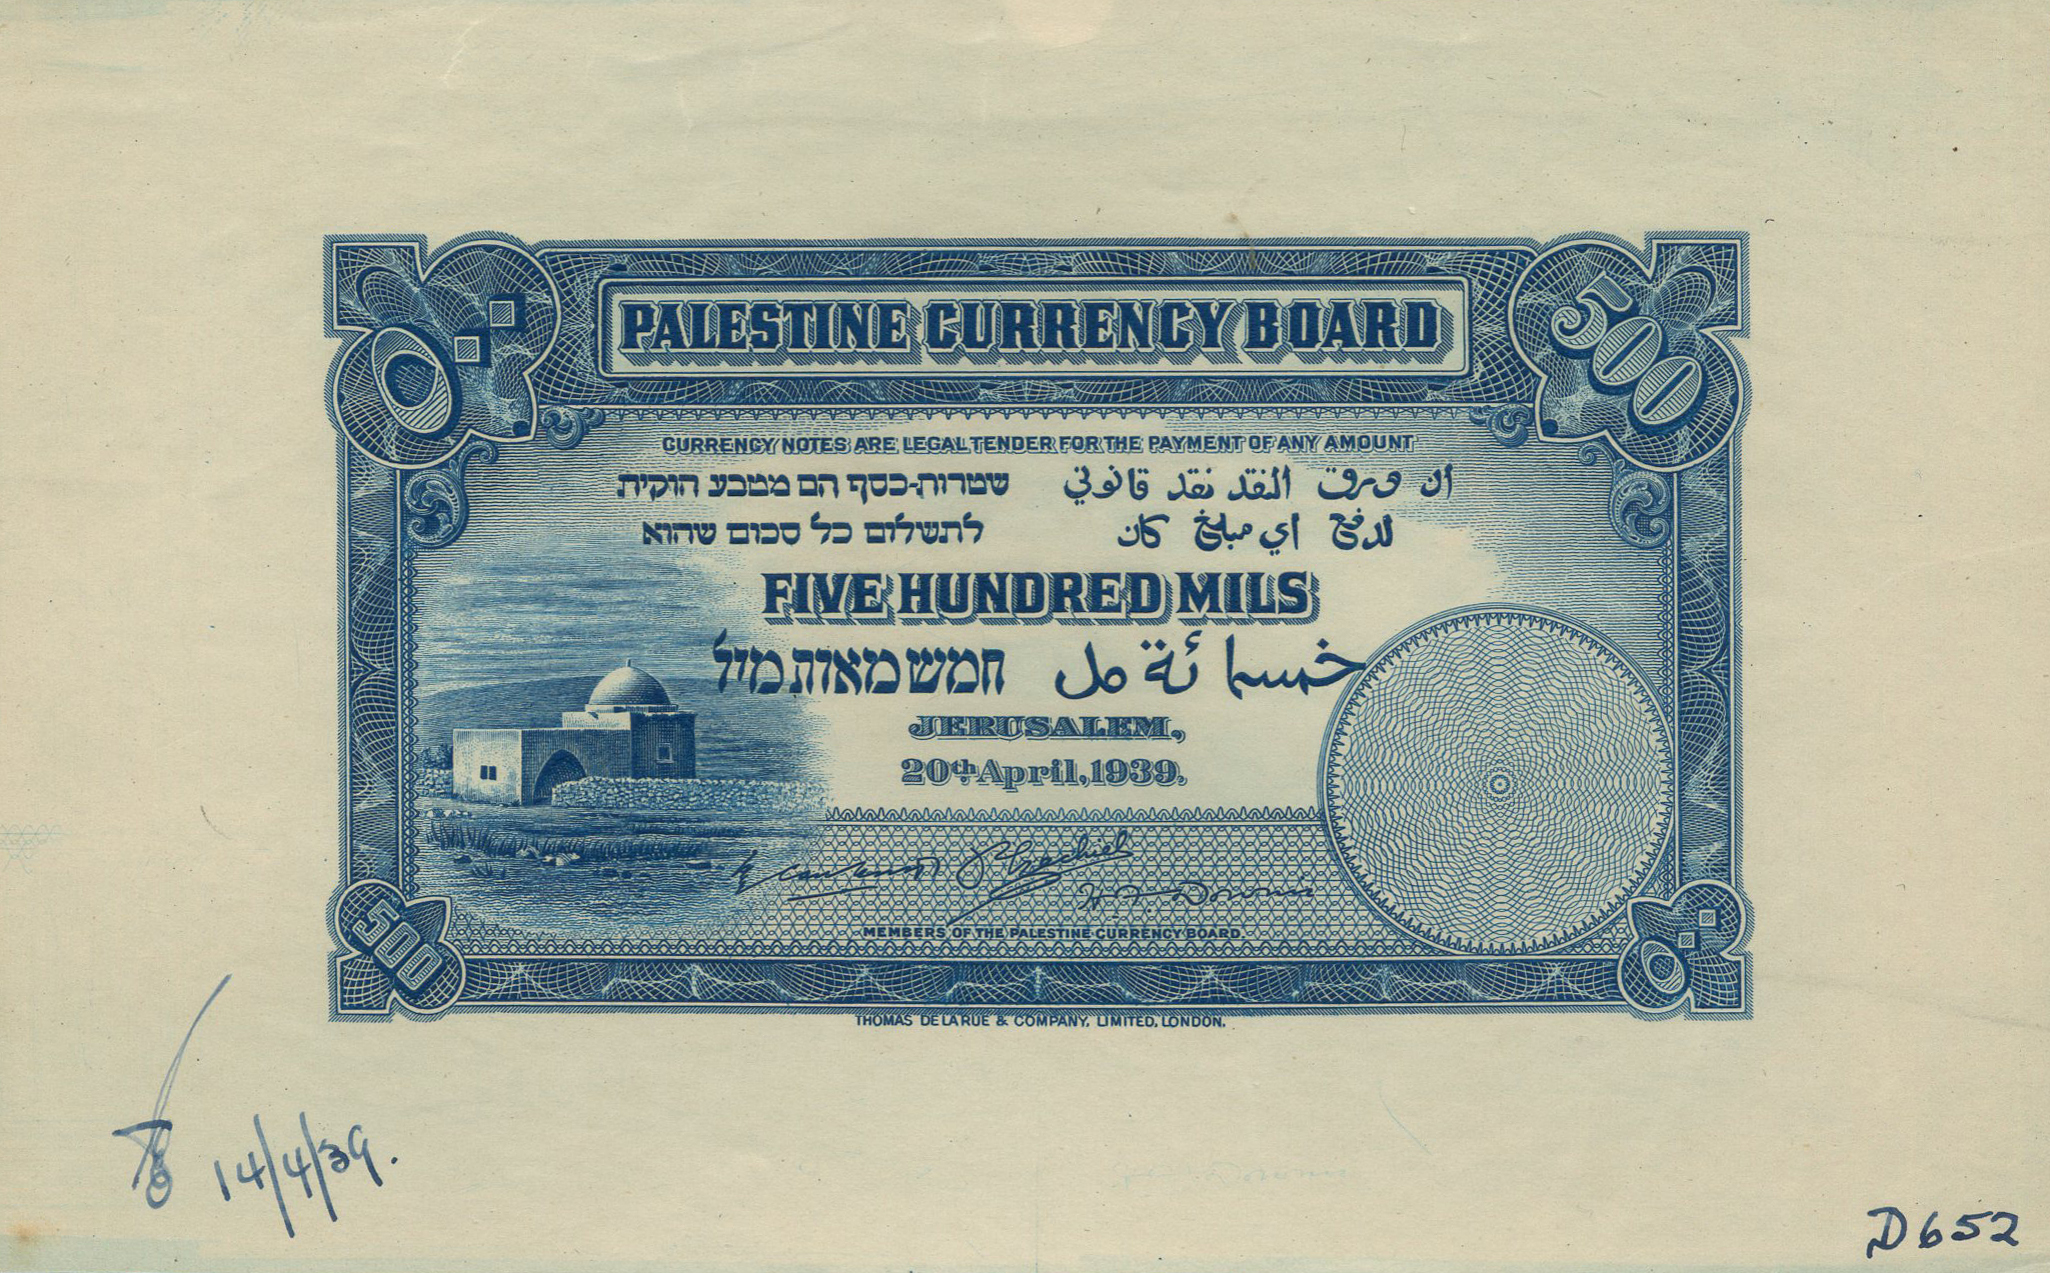 ٥٠٠
PALESTINE CURRENCY BOARD
500
CURRENCY NOTES ARE LEGAL TENDER FOR THE PAYMENT OF ANY AMOUNT
שטרות-כסף הם מטבע חוקית
ان ورق النقد نقد قانوني
לתשלום כל סכום שהוא
لدفع اي مبلغ كان
FIVE HUNDRED MILS
חמש מאות מיל
خمسمائة مل
JERUSALEM,
20th April, 1939.
H.F. Downie
MEMBERS OF THE PALESTINE CURRENCY BOARD.
500
٥٠٠
THOMAS DE LA RUE & COMPANY, LIMITED, LONDON.
14/4/39.
D652